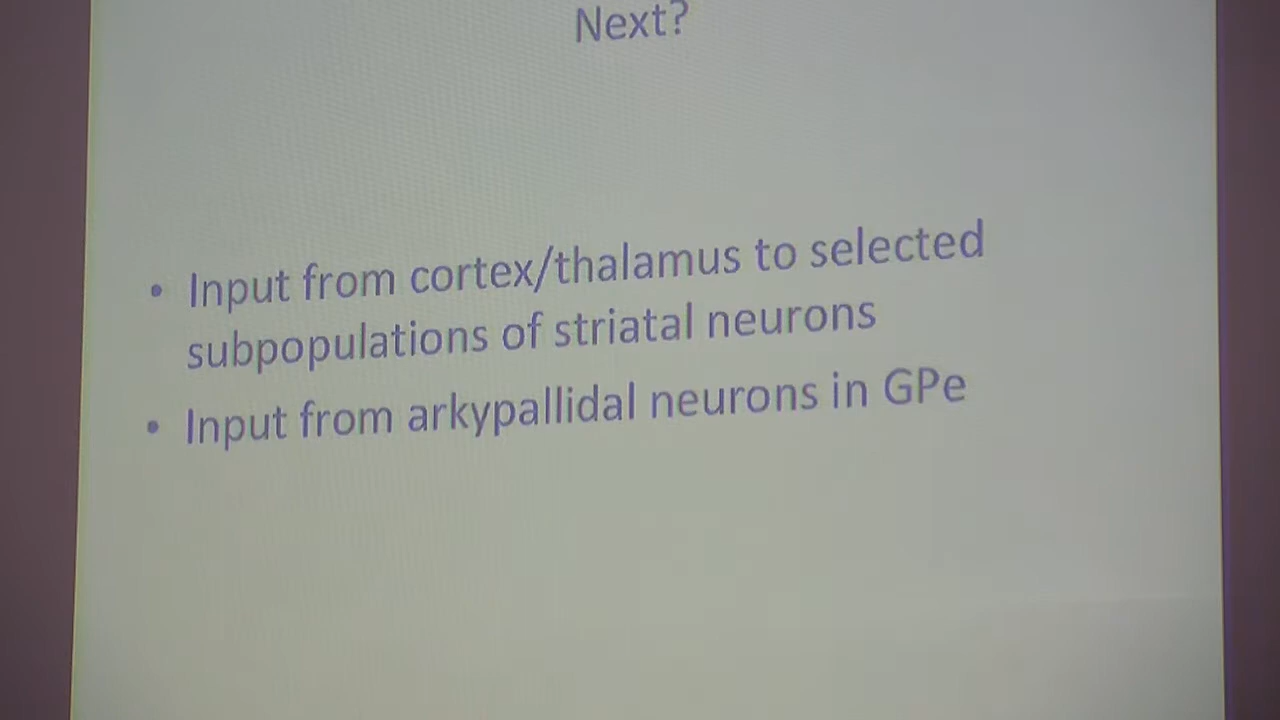 Next?
• Input from cortex/thalamus to selected
subpopulations of striatal neurons
• Input from arkypallidal neurons in GPe